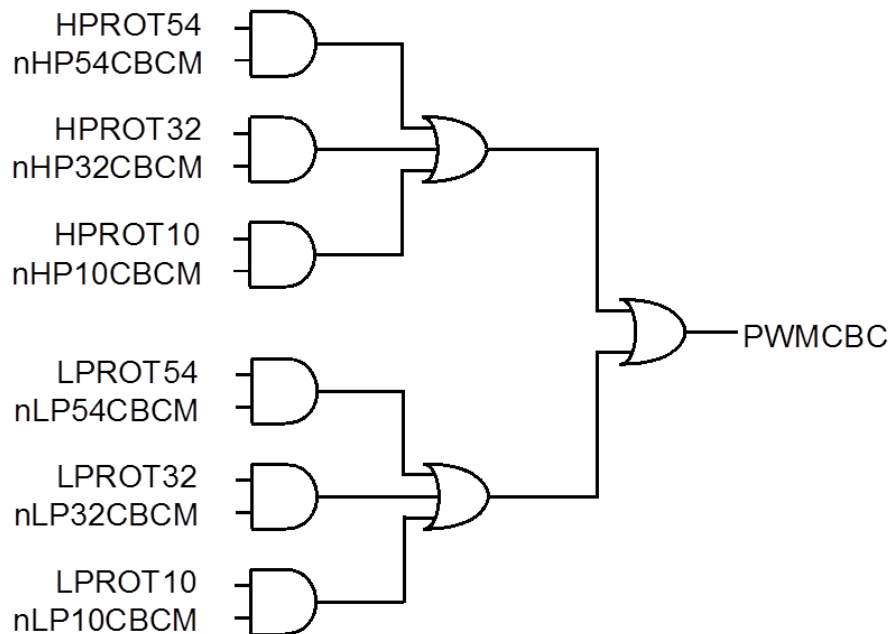 HPROT54
nHP54CBCM
HPROT32
nHP32CBCM
HPROT10
nHP10CBCM
PWMCBC
LPROT54
nLP54CBCM
LPROT32
nLP32CBCM
LPROT10
nLP10CBCM